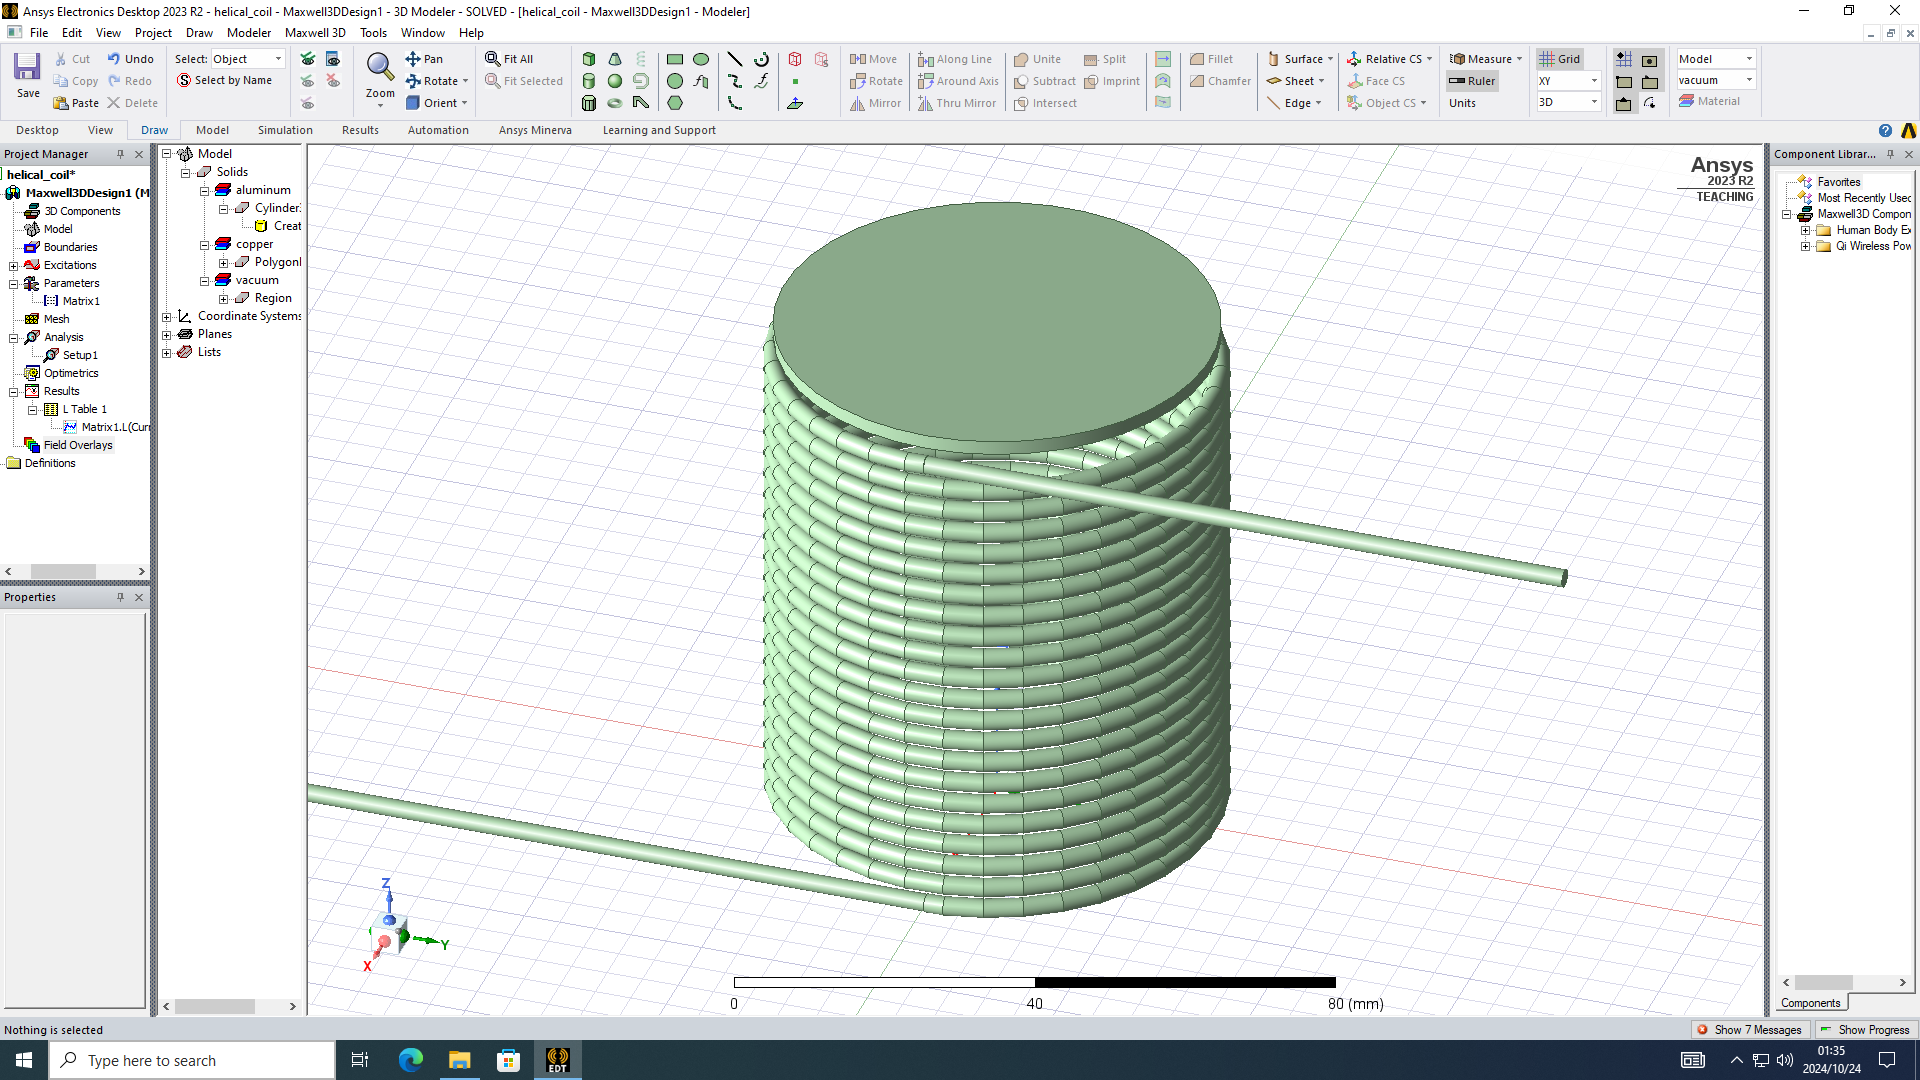 Ansys Electronics Desktop 2023 R2 - helical_coil - Maxwell3DDesign1 - 3D Modeler - SOLVED - [helical_coil - Maxwell3DDesign1 - Modeler]
File Edit View Project Draw Modeler Maxwell 3D Tools Window Help
Save
Cut
Copy
Paste
Undo
Redo
Delete
Select: Object
Select by Name
Zoom
Pan
Rotate
Orient
Fit All
Fit Selected
Move
Rotate
Mirror
Along Line
Around Axis
Thru Mirror
Unite
Subtract
Intersect
Split
Imprint
Fillet
Chamfer
Surface
Sheet
Edge
Relative CS
Face CS
Object CS
Measure
Ruler
Units
Grid
XY
3D
Model
vacuum
Material
Desktop View Draw Model Simulation Results Automation Ansys Minerva Learning and Support
Project Manager
helical_coil*
Maxwell3DDesign1 (M
3D Components
Model
Boundaries
Excitations
Parameters
Matrix1
Mesh
Analysis
Setup1
Optimetrics
Results
L Table 1
Matrix1.L(Curr
Field Overlays
Definitions
Properties
Model
Solids
aluminum
Cylinder
Creat
copper
Polygon
vacuum
Region
Coordinate Systems
Planes
Lists
Ansys
2023 R2
TEACHING
Z
Y
X
0 40 80 (mm)
Component Librar...
Favorites
Most Recently Used
Maxwell3D Compon
Human Body Ex
Qi Wireless Pow
Components
Nothing is selected
Show 7 Messages
Show Progress
Type here to search
EDT
01:35
2024/10/24